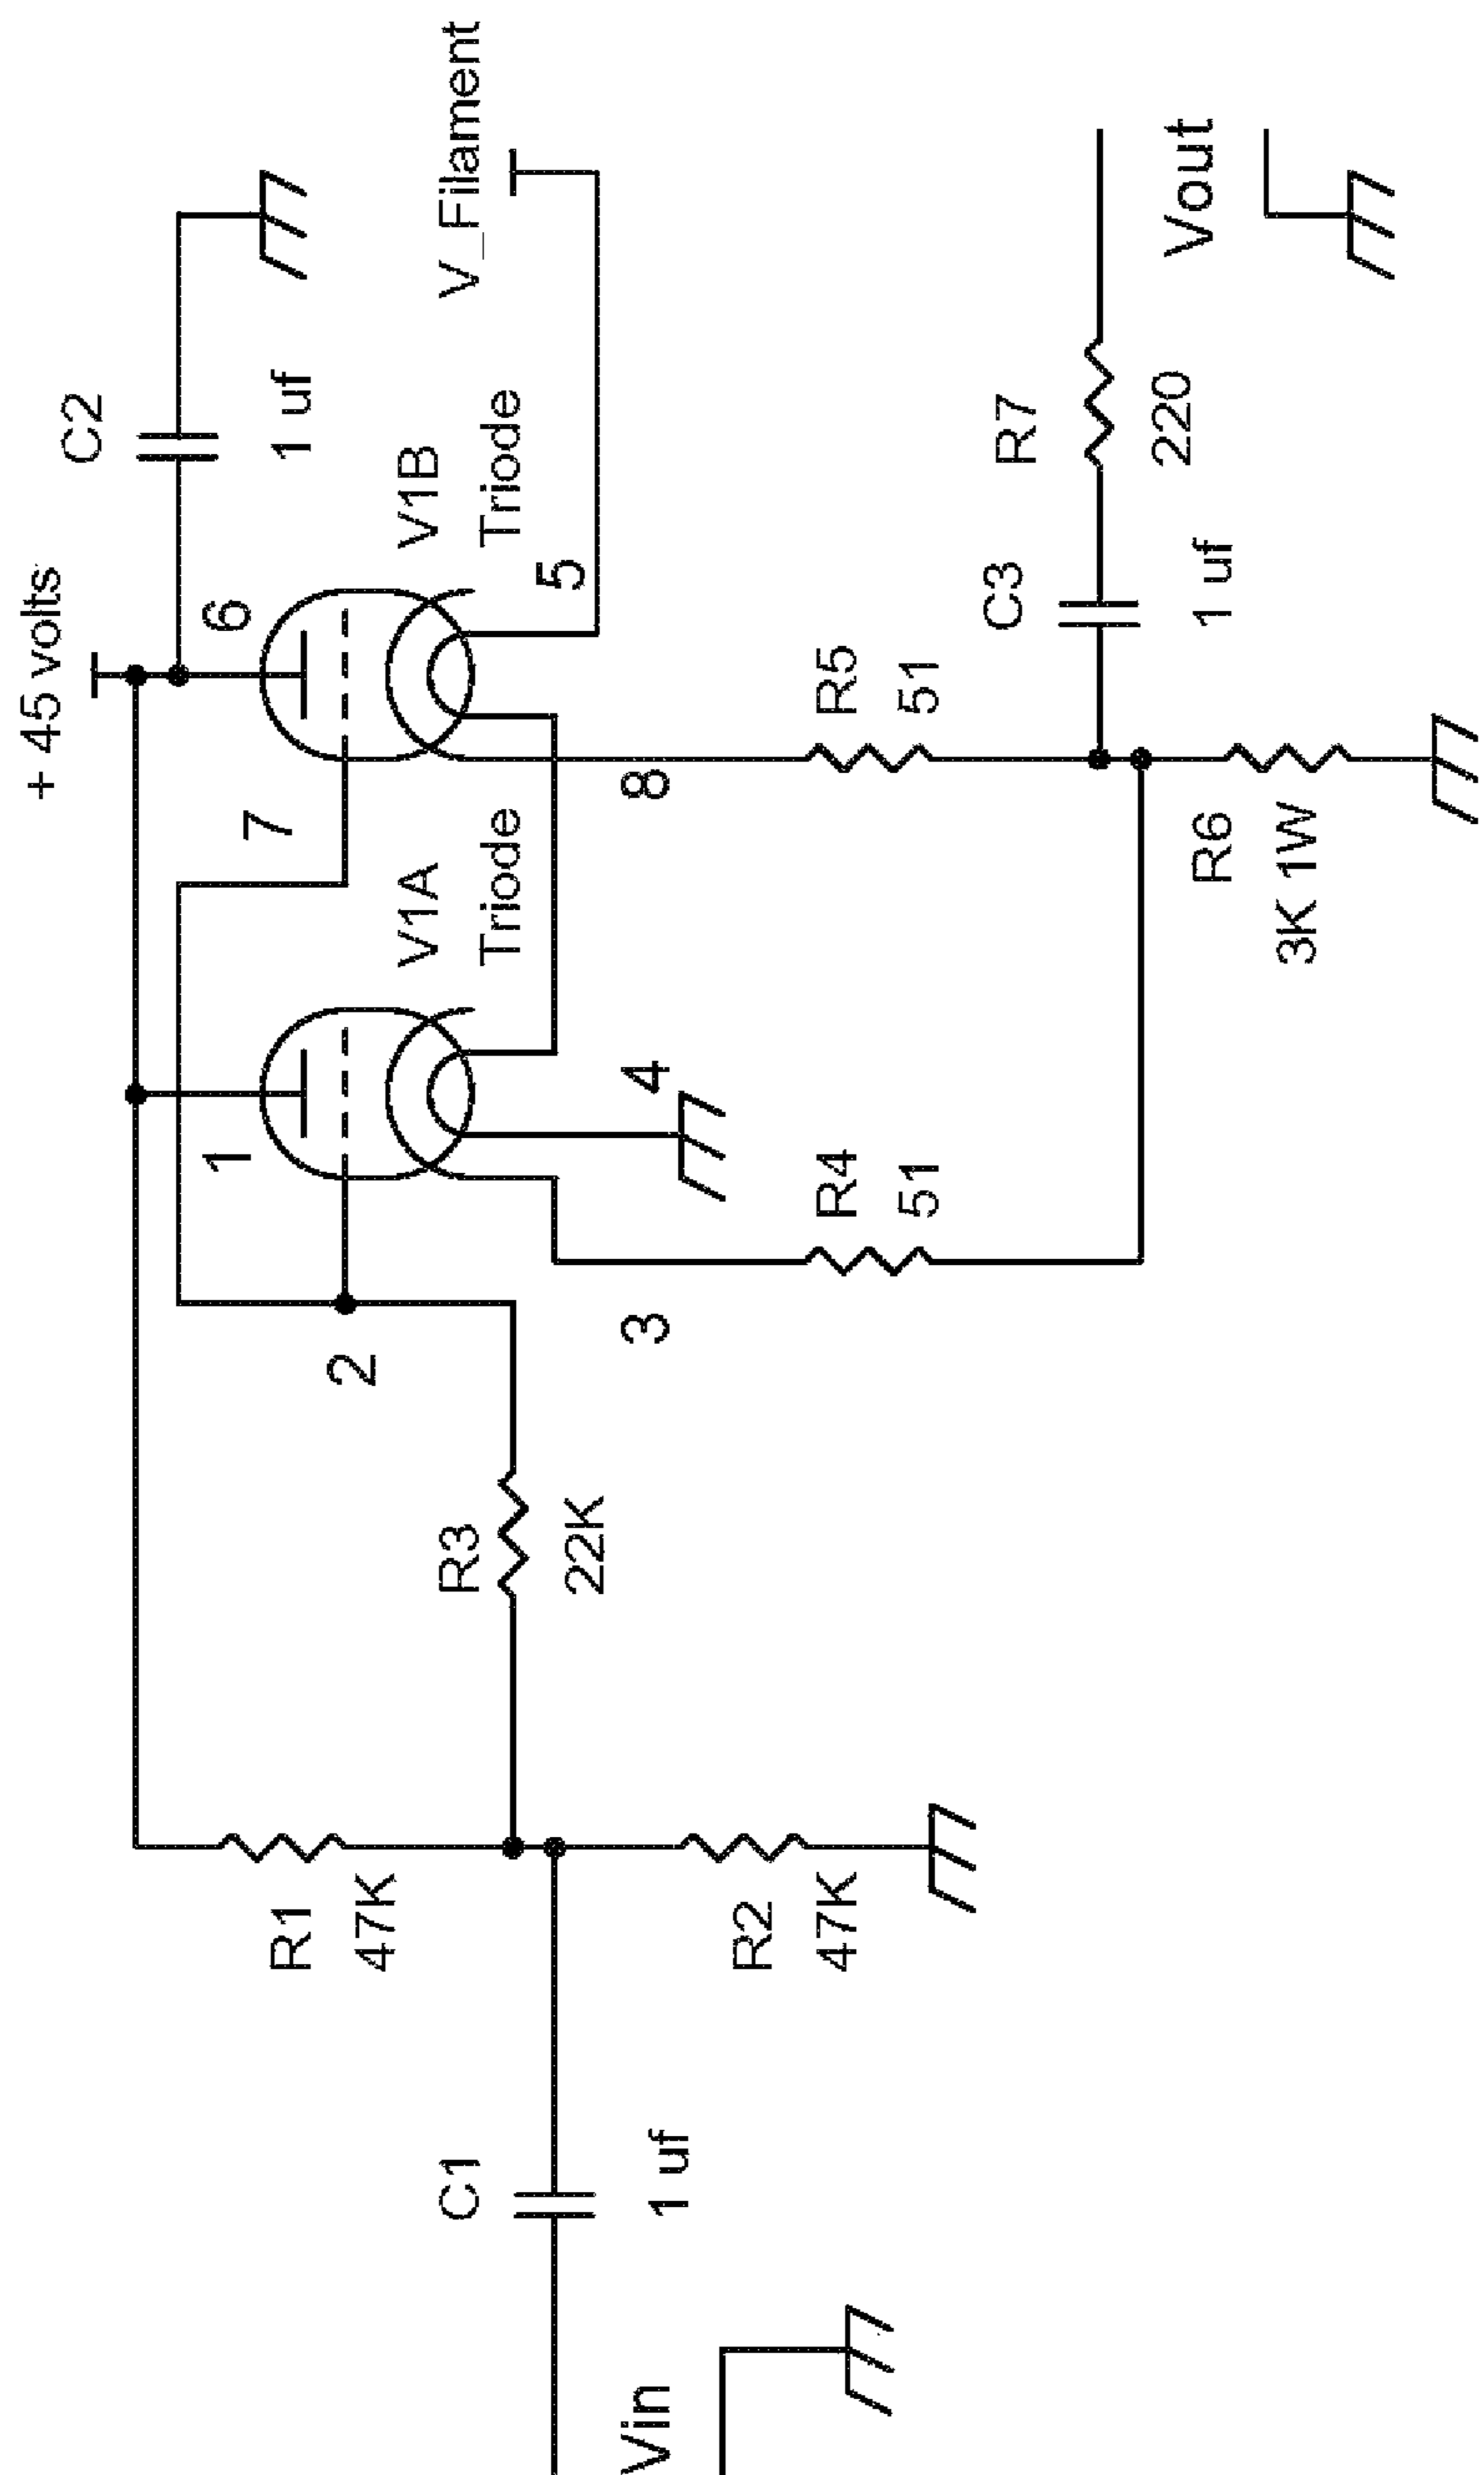 + 45 volts
C2
1 uf
6
V1B
Triode
V_Filament
5
7
V1A
Triode
1
2
8
4
3
R1
47K
R3
22K
R4
51
R5
51
C3
1 uf
R7
220
Vout
C1
1 uf
R2
47K
R6
3K 1W
Vin